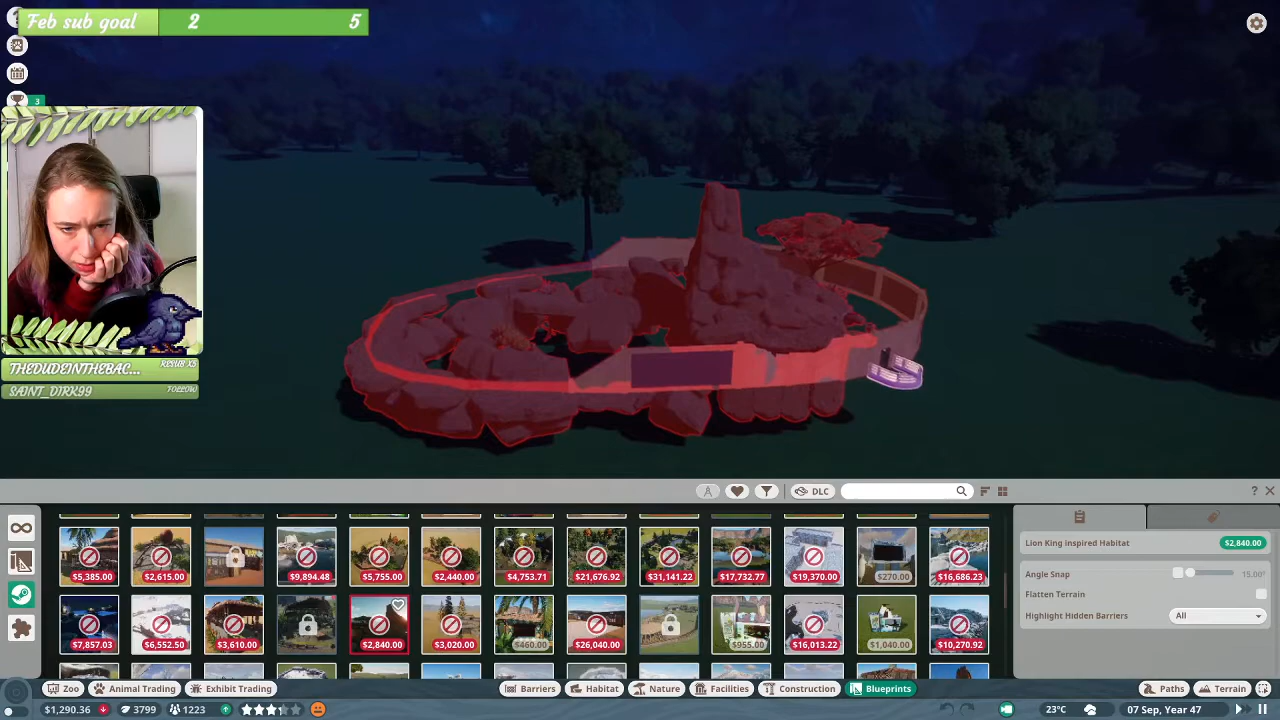 Feb sub goal 2 5
3
THEDUDEINTHEBAC... RESUB X3
SAINT_DIRK99 FOLLOW
DLC
? ×
$5,385.00 $2,615.00 $9,894.48 $5,755.00 $2,440.00 $4,753.71 $21,676.92 $31,141.22 $17,732.77 $19,370.00 $270.00 $16,686.23
$7,857.03 $6,552.50 $3,610.00 $2,840.00 $3,020.00 $460.00 $26,040.00 $955.00 $16,013.22 $1,040.00 $10,270.92
Lion King inspired Habitat $2,840.00
Angle Snap 15.00°
Flatten Terrain
Highlight Hidden Barriers All
Zoo Animal Trading Exhibit Trading Barriers Habitat Nature Facilities Construction Blueprints Paths Terrain
$1,290.36 3799 1223 23°C 07 Sep, Year 47